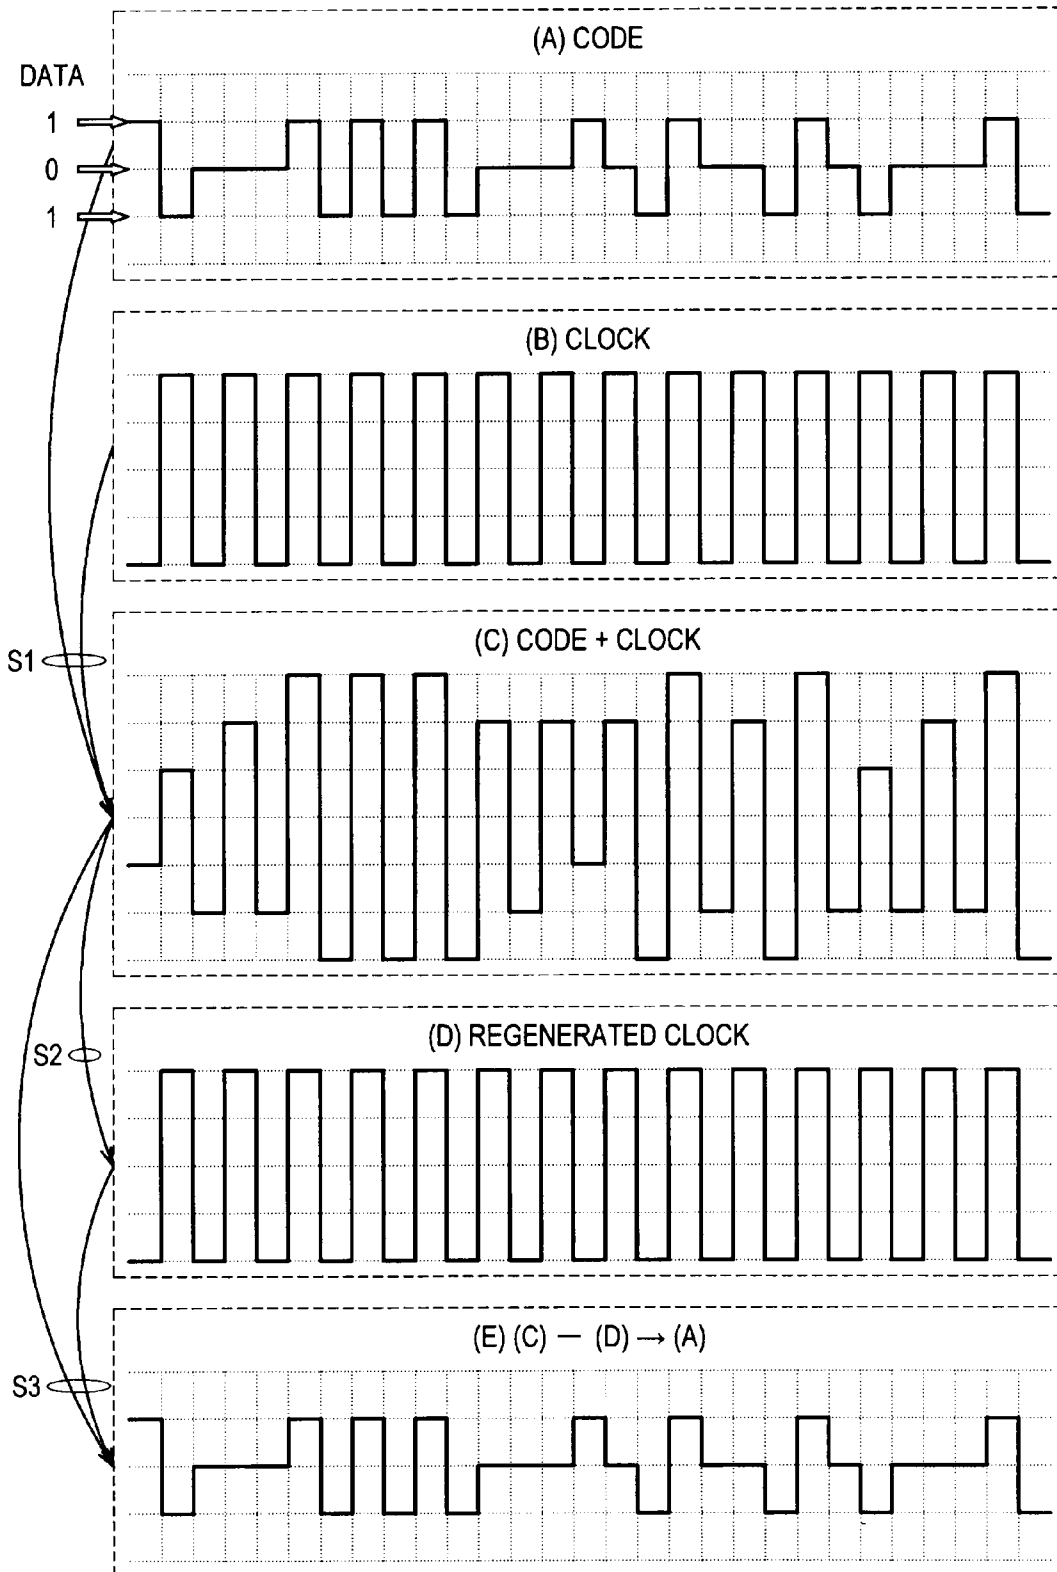 (A) CODE
DATA
1
0
1
(B) CLOCK
(C) CODE + CLOCK
S1
(D) REGENERATED CLOCK
S2
(E) (C) — (D) → (A)
S3